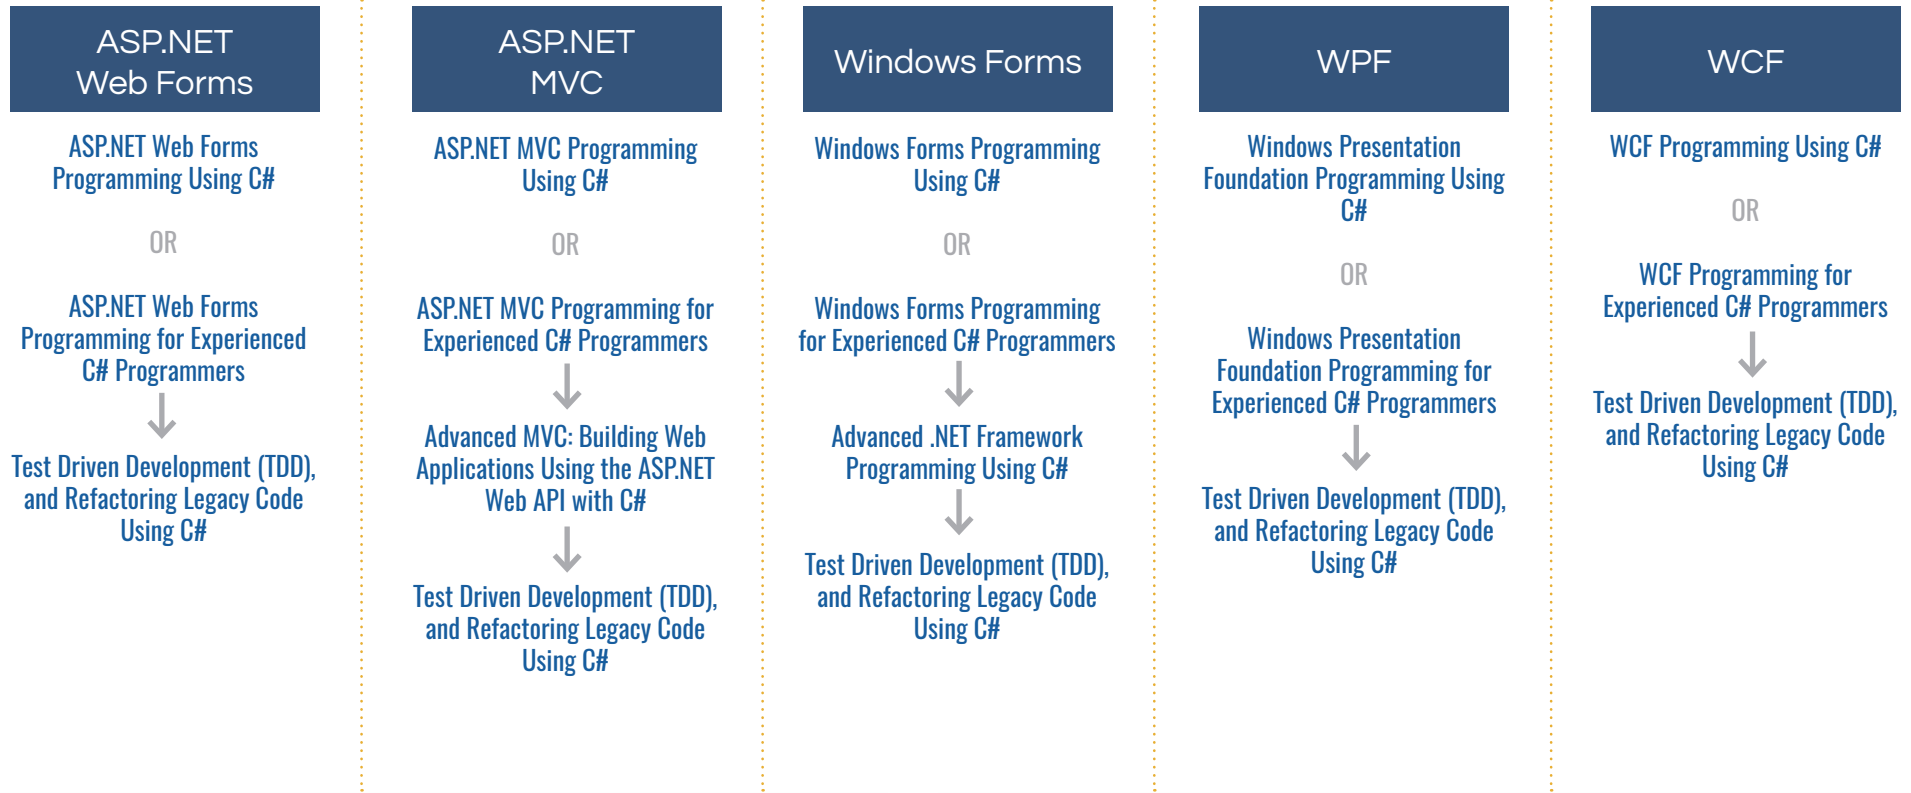 ASP.NET
Web Forms
ASP.NET Web Forms
Programming Using C#
OR
ASP.NET Web Forms
Programming for Experienced
C# Programmers
Test Driven Development (TDD),
and Refactoring Legacy Code
Using C#
ASP.NET
MVC
ASP.NET MVC Programming
Using C#
OR
ASP.NET MVC Programming for
Experienced C# Programmers
Advanced MVC: Building Web
Applications Using the ASP.NET
Web API with C#
Test Driven Development (TDD),
and Refactoring Legacy Code
Using C#
Windows Forms
Windows Forms Programming
Using C#
OR
Windows Forms Programming
for Experienced C# Programmers
Advanced .NET Framework
Programming Using C#
Test Driven Development (TDD),
and Refactoring Legacy Code
Using C#
WPF
Windows Presentation
Foundation Programming Using
C#
OR
Windows Presentation
Foundation Programming for
Experienced C# Programmers
Test Driven Development (TDD),
and Refactoring Legacy Code
Using C#
WCF
WCF Programming Using C#
OR
WCF Programming for
Experienced C# Programmers
Test Driven Development (TDD),
and Refactoring Legacy Code
Using C#